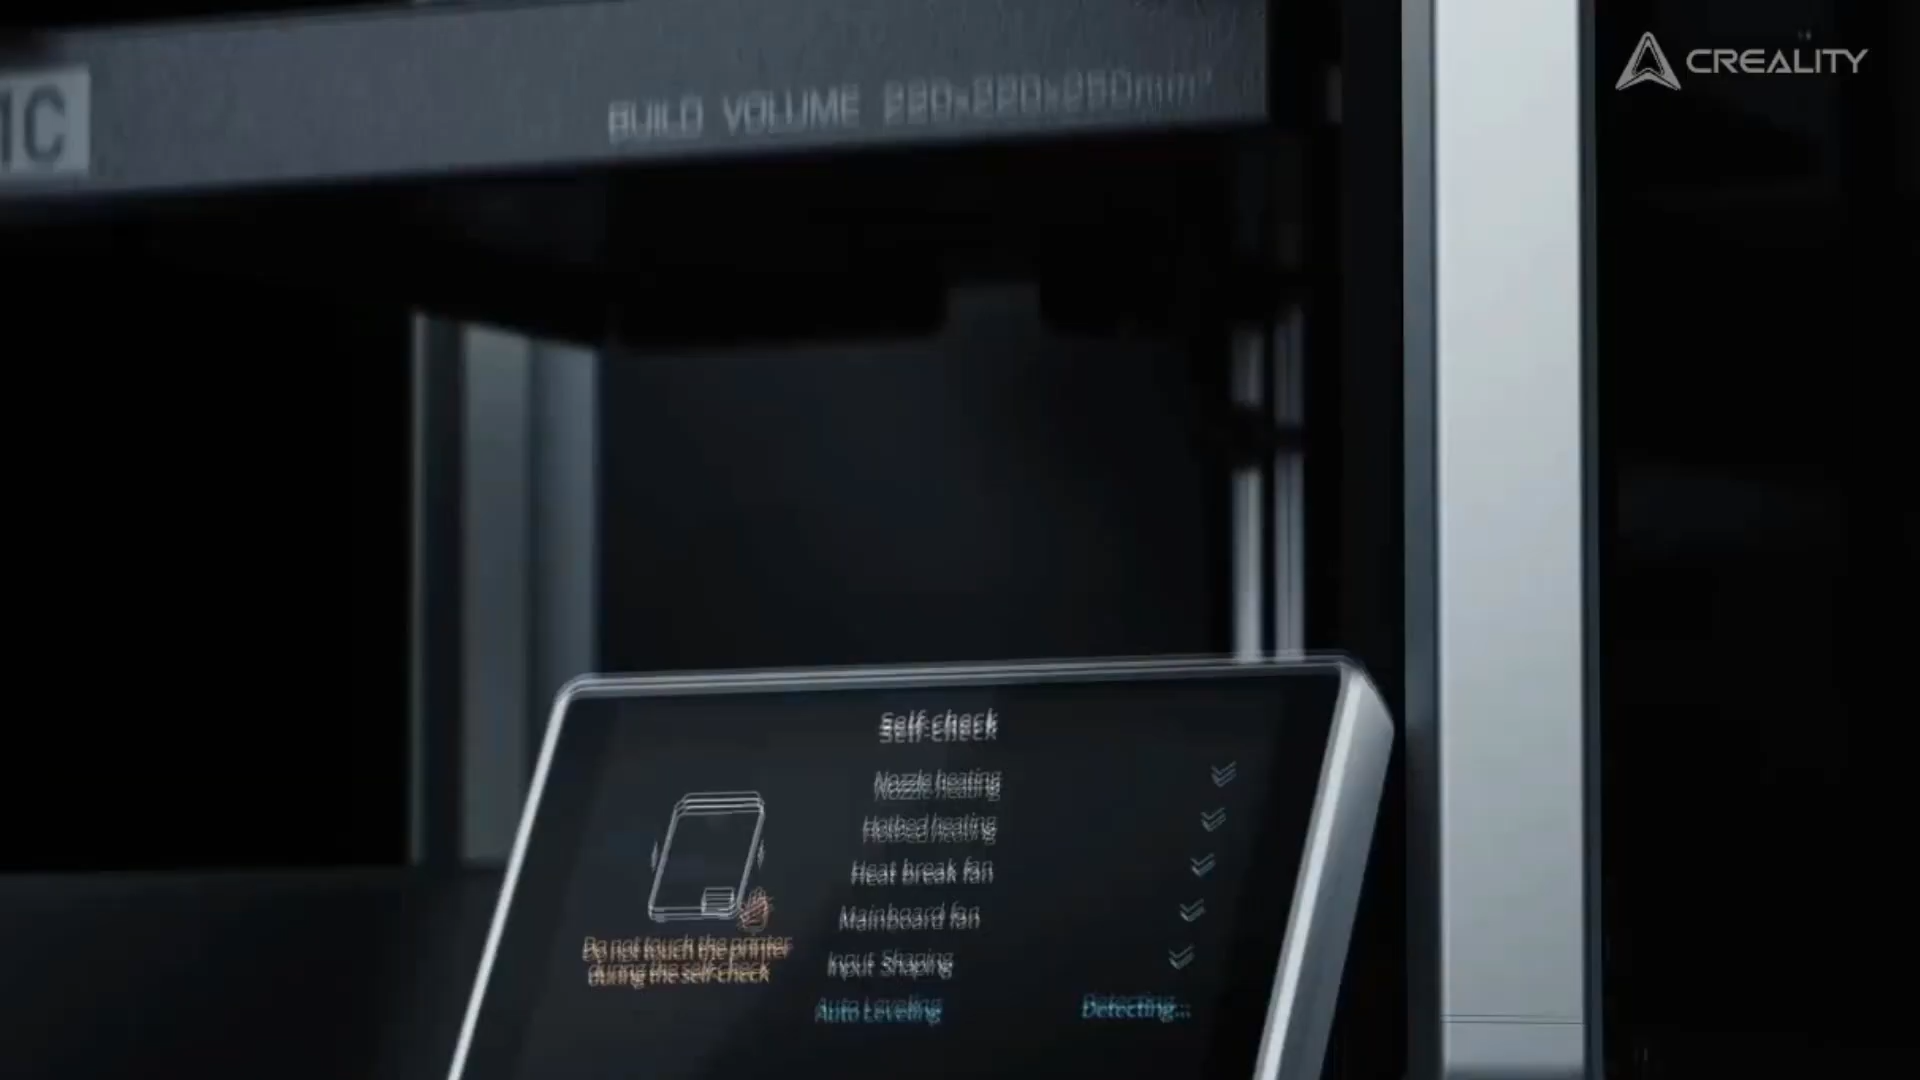 CREALITY
1C
BUILD VOLUME 220x220x250mm³
Self-check
Nozzle heating
Hotbed heating
Heat break fan
Mainboard fan
Input Shaping
Auto Leveling Detecting...
Do not touch the printer
during the self-check